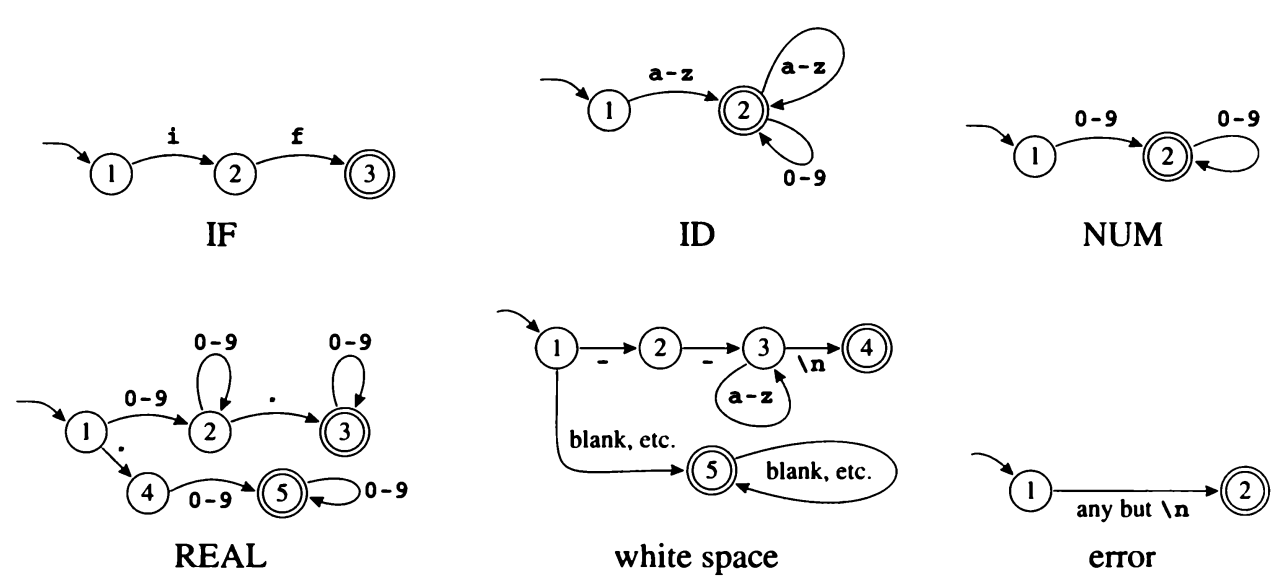 i f
1 2 3
IF
a-z a-z
1 2
0-9
ID
0-9 0-9
1 2
NUM
0-9 0-9
0-9 .
1 2 3
.
4 0-9 5 0-9
REAL
1 - 2 - 3 \n 4
a-z
blank, etc.
5 blank, etc.
white space
1 2
any but \n
error